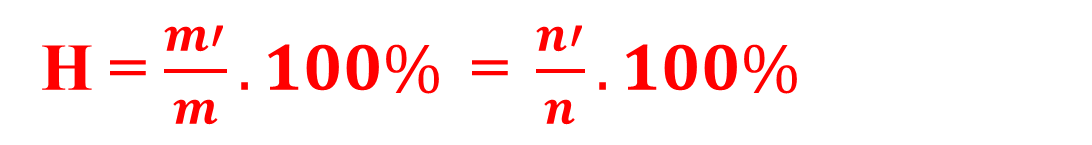 H = m′/m . 100% = n′/n . 100%